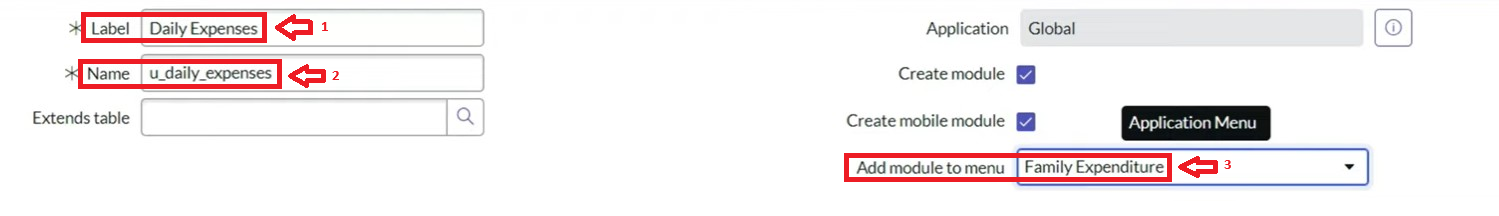 * Label Daily Expenses 1
* Name u_daily_expenses 2
Extends table
Application Global
Create module
Create mobile module
Application Menu
Add module to menu Family Expenditure 3